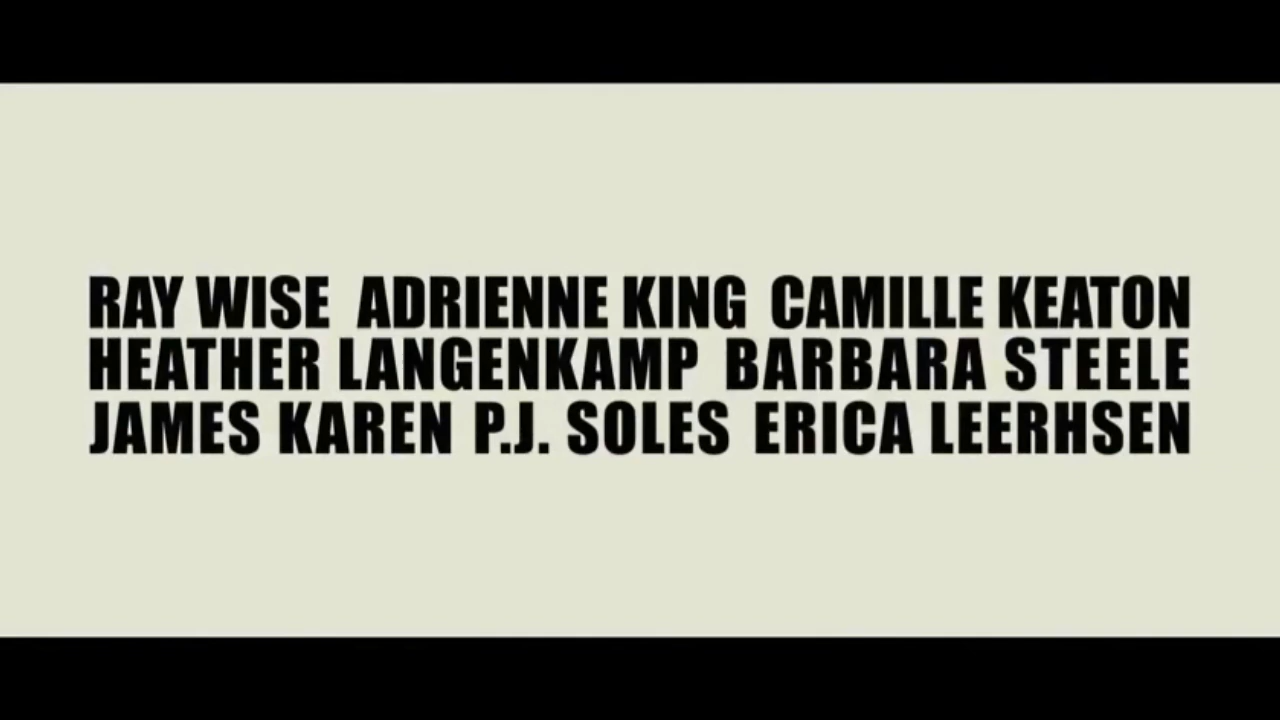 RAY WISE ADRIENNE KING CAMILLE KEATON
HEATHER LANGENKAMP BARBARA STEELE
JAMES KAREN P.J. SOLES ERICA LEERHSEN